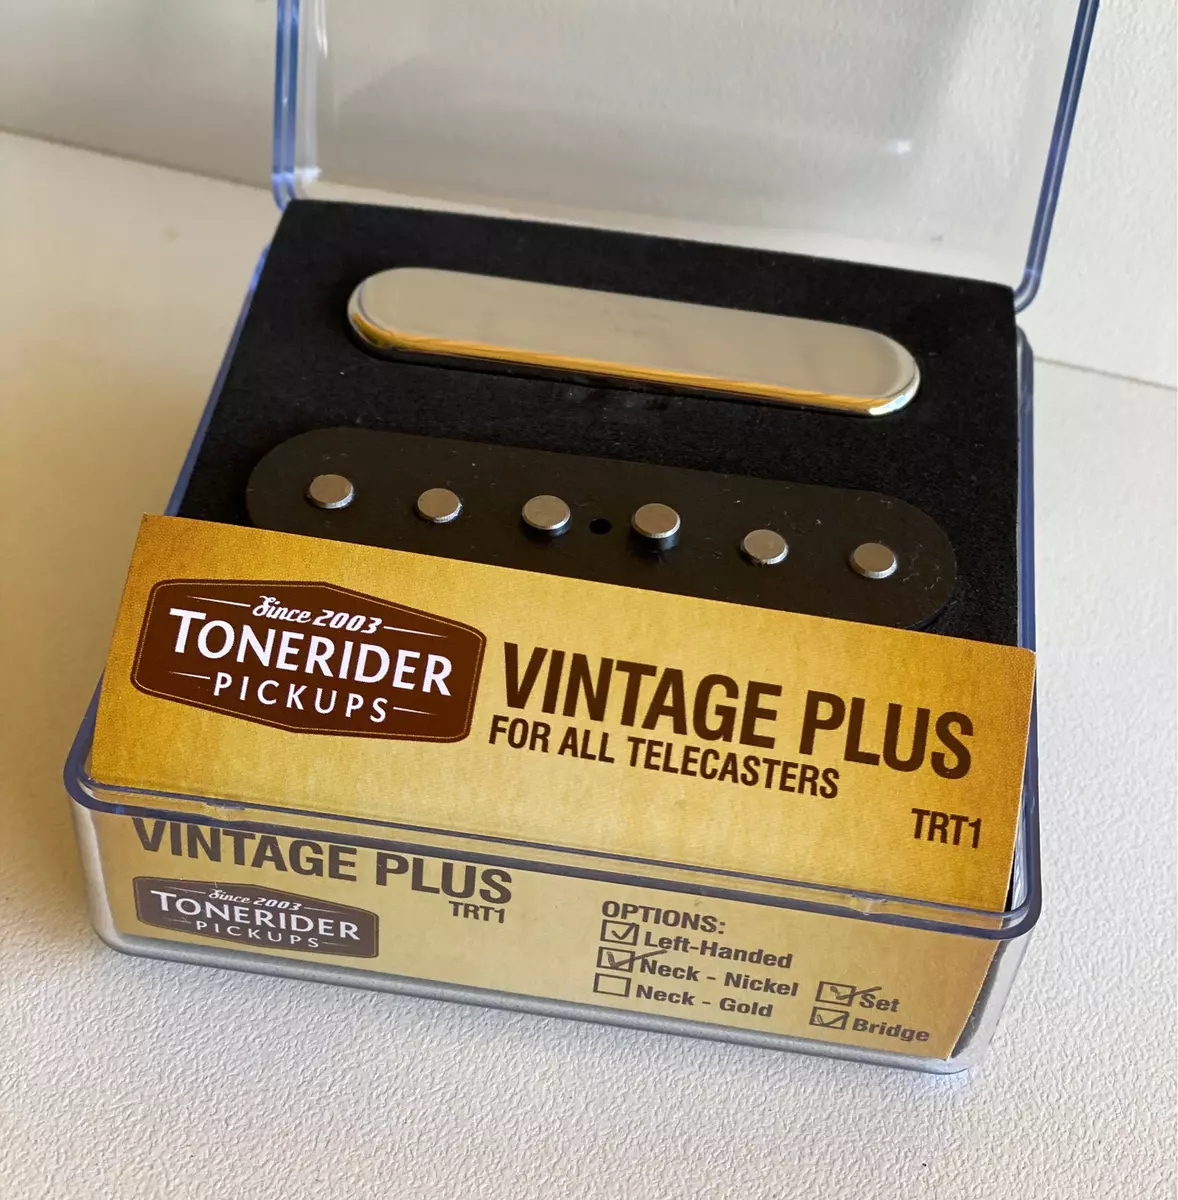 Since 2003
TONERIDER
PICKUPS
VINTAGE PLUS
FOR ALL TELECASTERS
TRT1
VINTAGE PLUS
TRT1
Since 2003
TONERIDER
PICKUPS
OPTIONS:
Left-Handed
Neck - Nickel
Neck - Gold
Set
Bridge